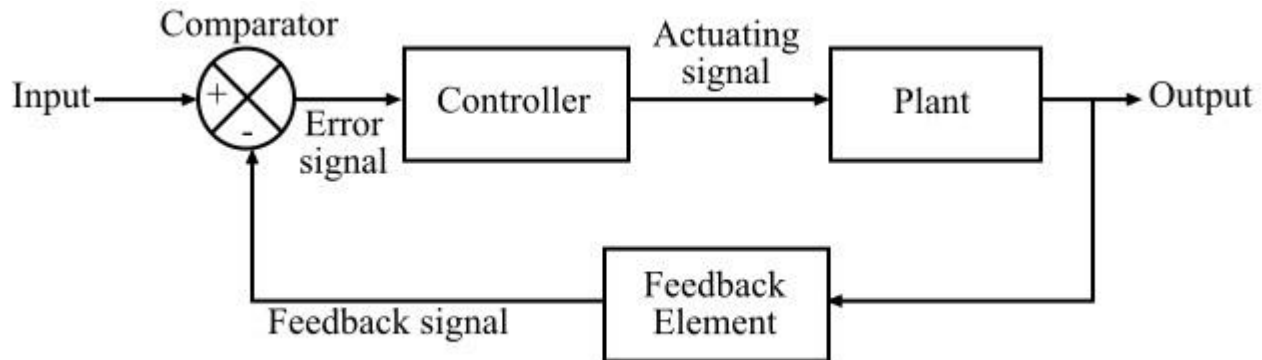 Comparator
Input
+
-
Error
signal
Controller
Actuating
signal
Plant
Output
Feedback
Element
Feedback signal